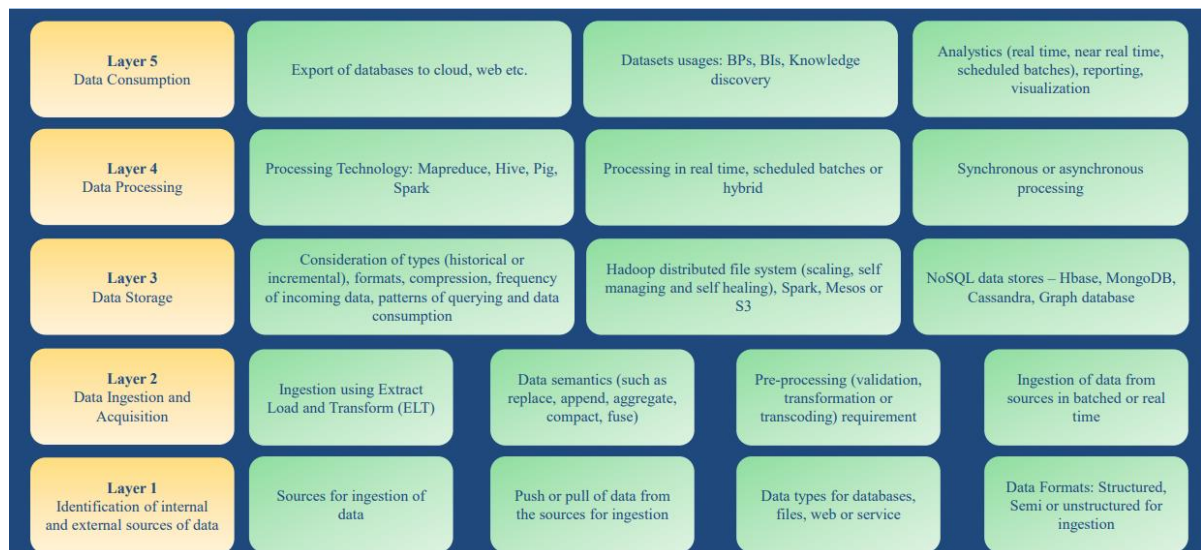 Layer 5
Data Consumption
Export of databases to cloud, web etc.
Datasets usages: BPs, BIs, Knowledge
discovery
Analystics (real time, near real time,
scheduled batches), reporting,
visualization
Layer 4
Data Processing
Processing Technology: Mapreduce, Hive, Pig,
Spark
Processing in real time, scheduled batches or
hybrid
Synchronous or asynchronous
processing
Layer 3
Data Storage
Consideration of types (historical or
incremental), formats, compression, frequency
of incoming data, patterns of querying and data
consumption
Hadoop distributed file system (scaling, self
managing and self healing), Spark, Mesos or
S3
NoSQL data stores – Hbase, MongoDB,
Cassandra, Graph database
Layer 2
Data Ingestion and
Acquisition
Ingestion using Extract
Load and Transform (ELT)
Data semantics (such as
replace, append, aggregate,
compact, fuse)
Pre-processing (validation,
transformation or
transcoding) requirement
Ingestion of data from
sources in batched or real
time
Layer 1
Identification of internal
and external sources of data
Sources for ingestion of
data
Push or pull of data from
the sources for ingestion
Data types for databases,
files, web or service
Data Formats: Structured,
Semi or unstructured for
ingestion